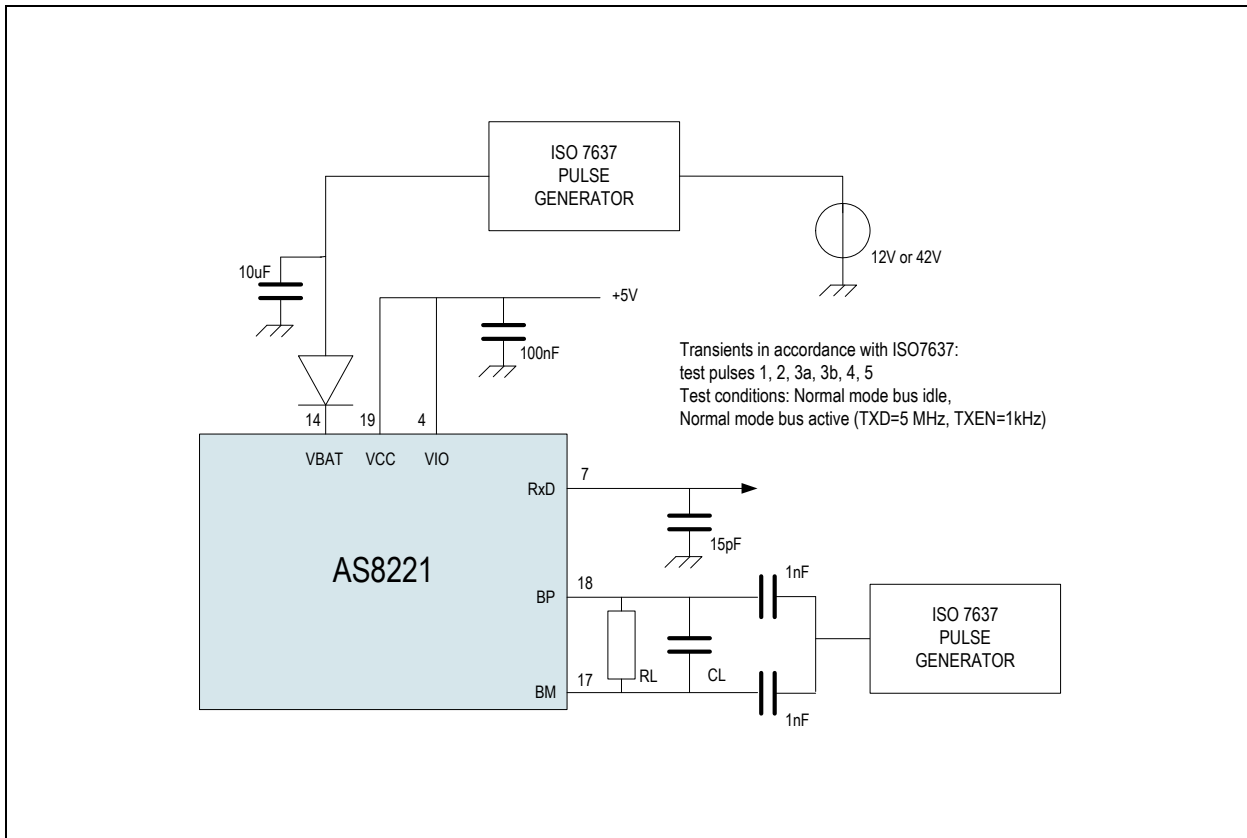 ISO 7637
PULSE
GENERATOR
12V or 42V
10uF
+5V
100nF
Transients in accordance with ISO7637:
test pulses 1, 2, 3a, 3b, 4, 5
Test conditions: Normal mode bus idle,
Normal mode bus active (TXD=5 MHz, TXEN=1kHz)
14 19 4
VBAT VCC VIO
7
RxD
15pF
AS8221
18
1nF
BP
ISO 7637
PULSE
GENERATOR
RL CL
17
BM
1nF